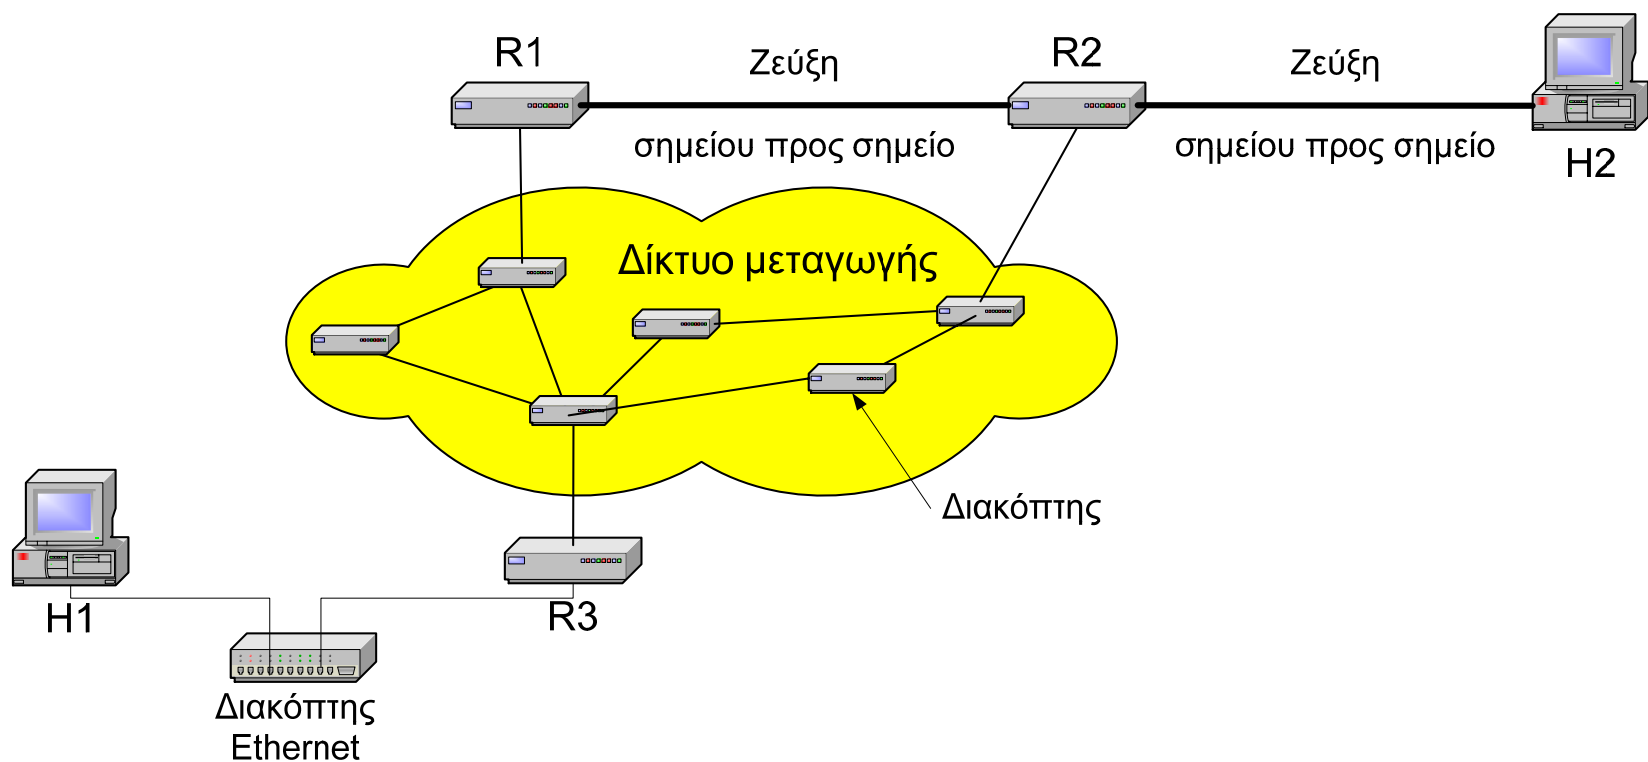 R1
Ζεύξη
R2
Ζεύξη
σημείου προς σημείο
σημείου προς σημείο
H2
Δίκτυο μεταγωγής
Διακόπτης
H1
R3
Διακόπτης
Ethernet